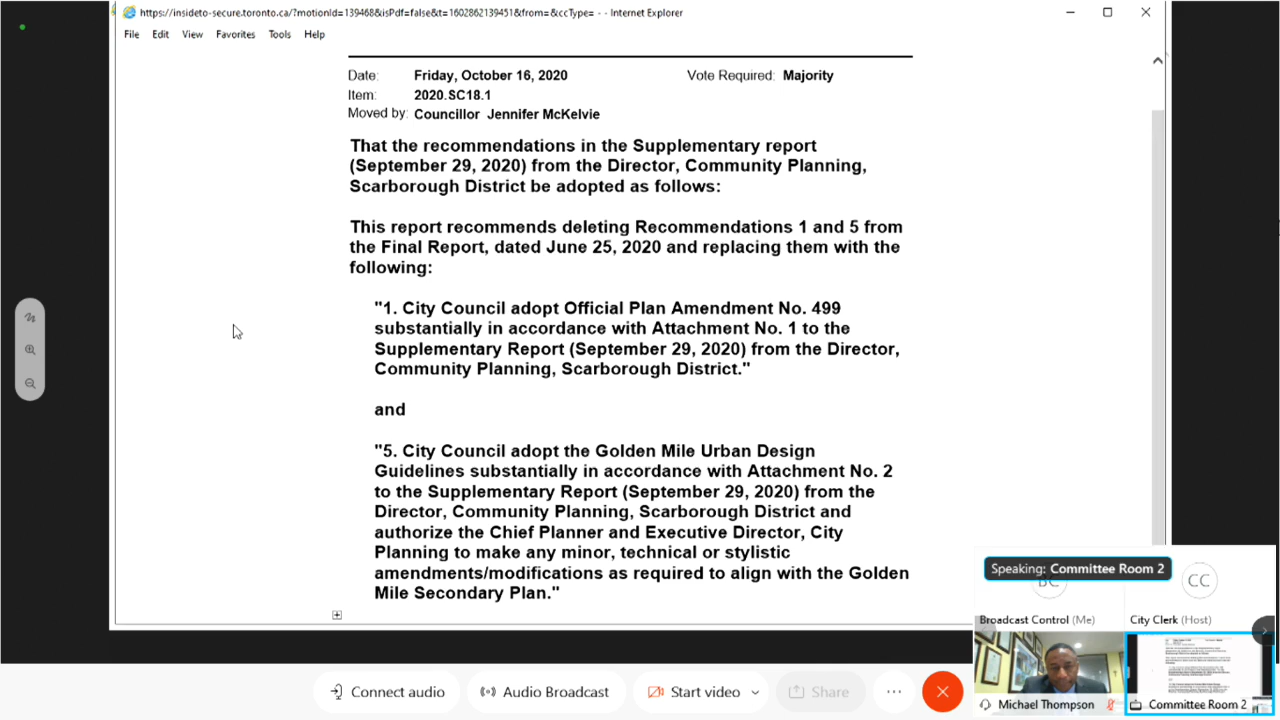 https://insideto-secure.toronto.ca/?motionId=139468&isPdf=false&t=1602862139451&from=&ccType= - - Internet Explorer
File Edit View Favorites Tools Help
Date: Friday, October 16, 2020 Vote Required: Majority
Item: 2020.SC18.1
Moved by: Councillor Jennifer McKelvie
That the recommendations in the Supplementary report
(September 29, 2020) from the Director, Community Planning,
Scarborough District be adopted as follows:
This report recommends deleting Recommendations 1 and 5 from
the Final Report, dated June 25, 2020 and replacing them with the
following:
"1. City Council adopt Official Plan Amendment No. 499
substantially in accordance with Attachment No. 1 to the
Supplementary Report (September 29, 2020) from the Director,
Community Planning, Scarborough District."
and
"5. City Council adopt the Golden Mile Urban Design
Guidelines substantially in accordance with Attachment No. 2
to the Supplementary Report (September 29, 2020) from the
Director, Community Planning, Scarborough District and
authorize the Chief Planner and Executive Director, City
Planning to make any minor, technical or stylistic
amendments/modifications as required to align with the Golden
Mile Secondary Plan."
Speaking: Committee Room 2
BC CC
Broadcast Control (Me) City Clerk (Host)
Michael Thompson Committee Room 2
Connect audio Audio Broadcast Start video Share